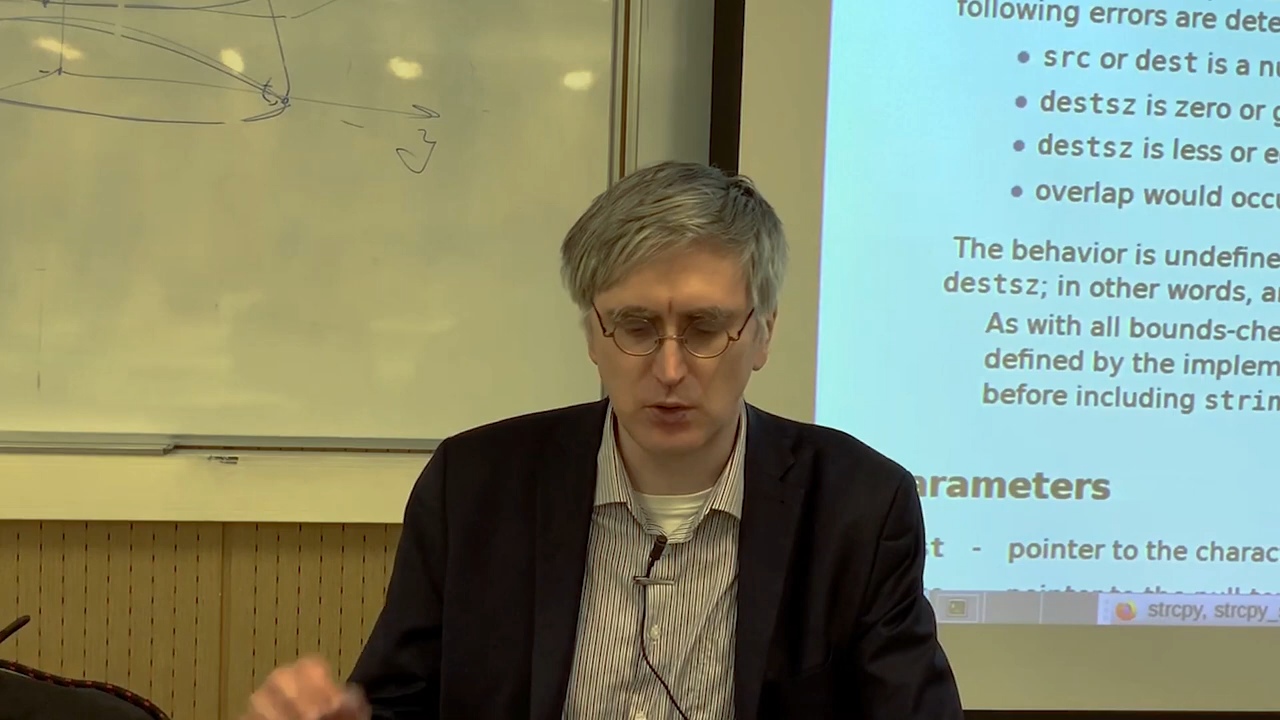 following errors are dete
src or dest is a nu
destsz is zero or g
destsz is less or e
overlap would occu
The behavior is undefine
destsz; in other words, a
As with all bounds-che
defined by the implem
before including strin
arameters
t - pointer to the charac
strcpy, strcpy_